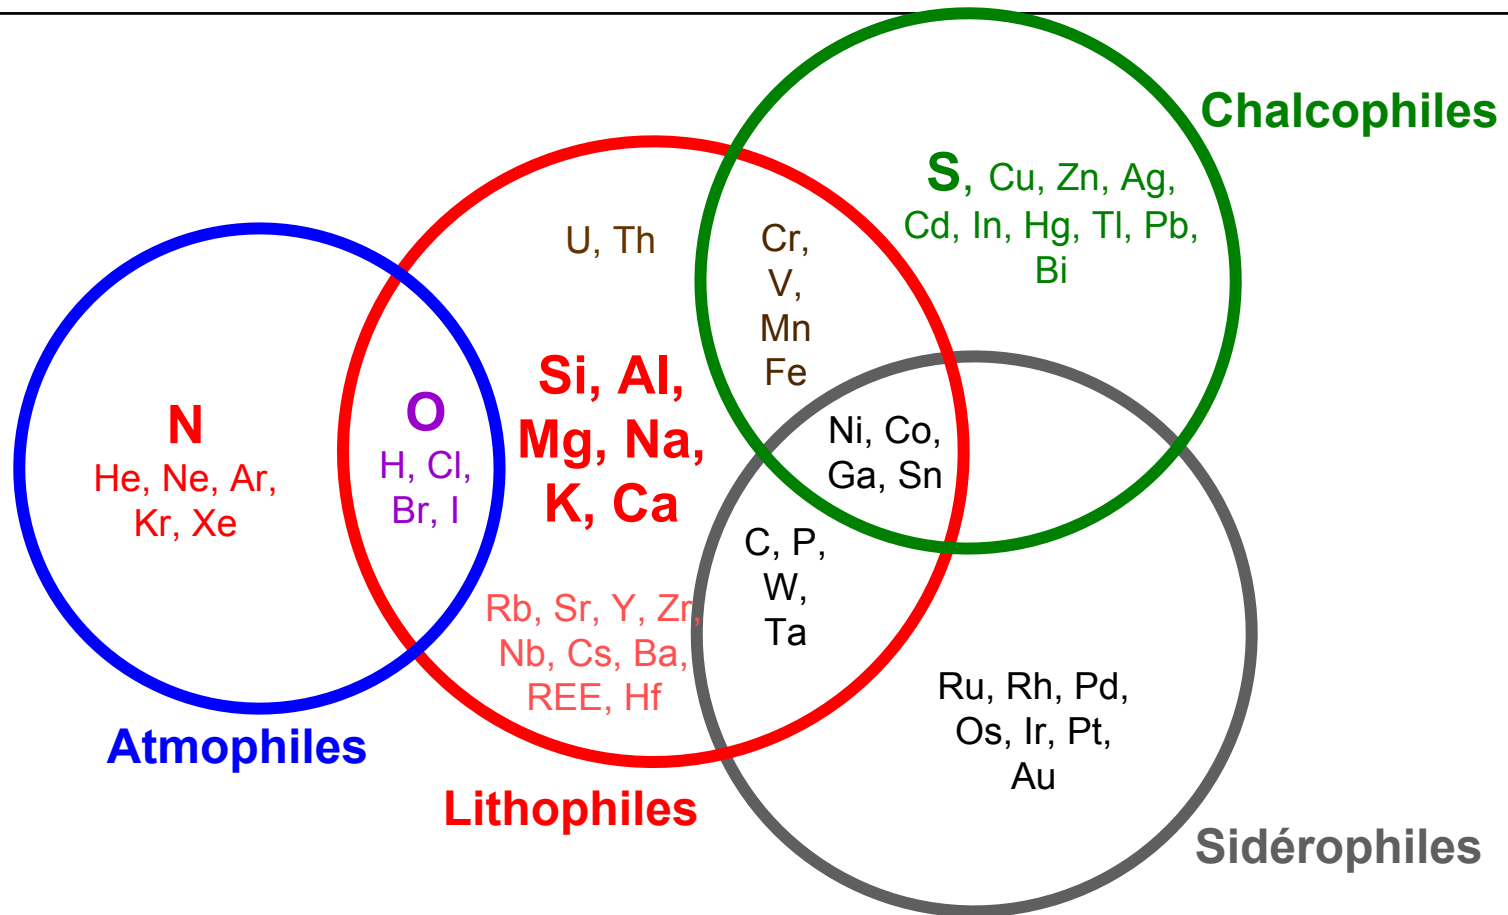 Chalcophiles
S, Cu, Zn, Ag,
Cd, In, Hg, Tl, Pb,
Bi
U, Th
Cr,
V,
Mn
Fe
Si, Al,
Mg, Na,
K, Ca
N
He, Ne, Ar,
Kr, Xe
O
H, Cl,
Br, I
Ni, Co,
Ga, Sn
C, P,
W,
Ta
Rb, Sr, Y, Zr,
Nb, Cs, Ba,
REE, Hf
Ru, Rh, Pd,
Os, Ir, Pt,
Au
Atmophiles
Lithophiles
Sidérophiles